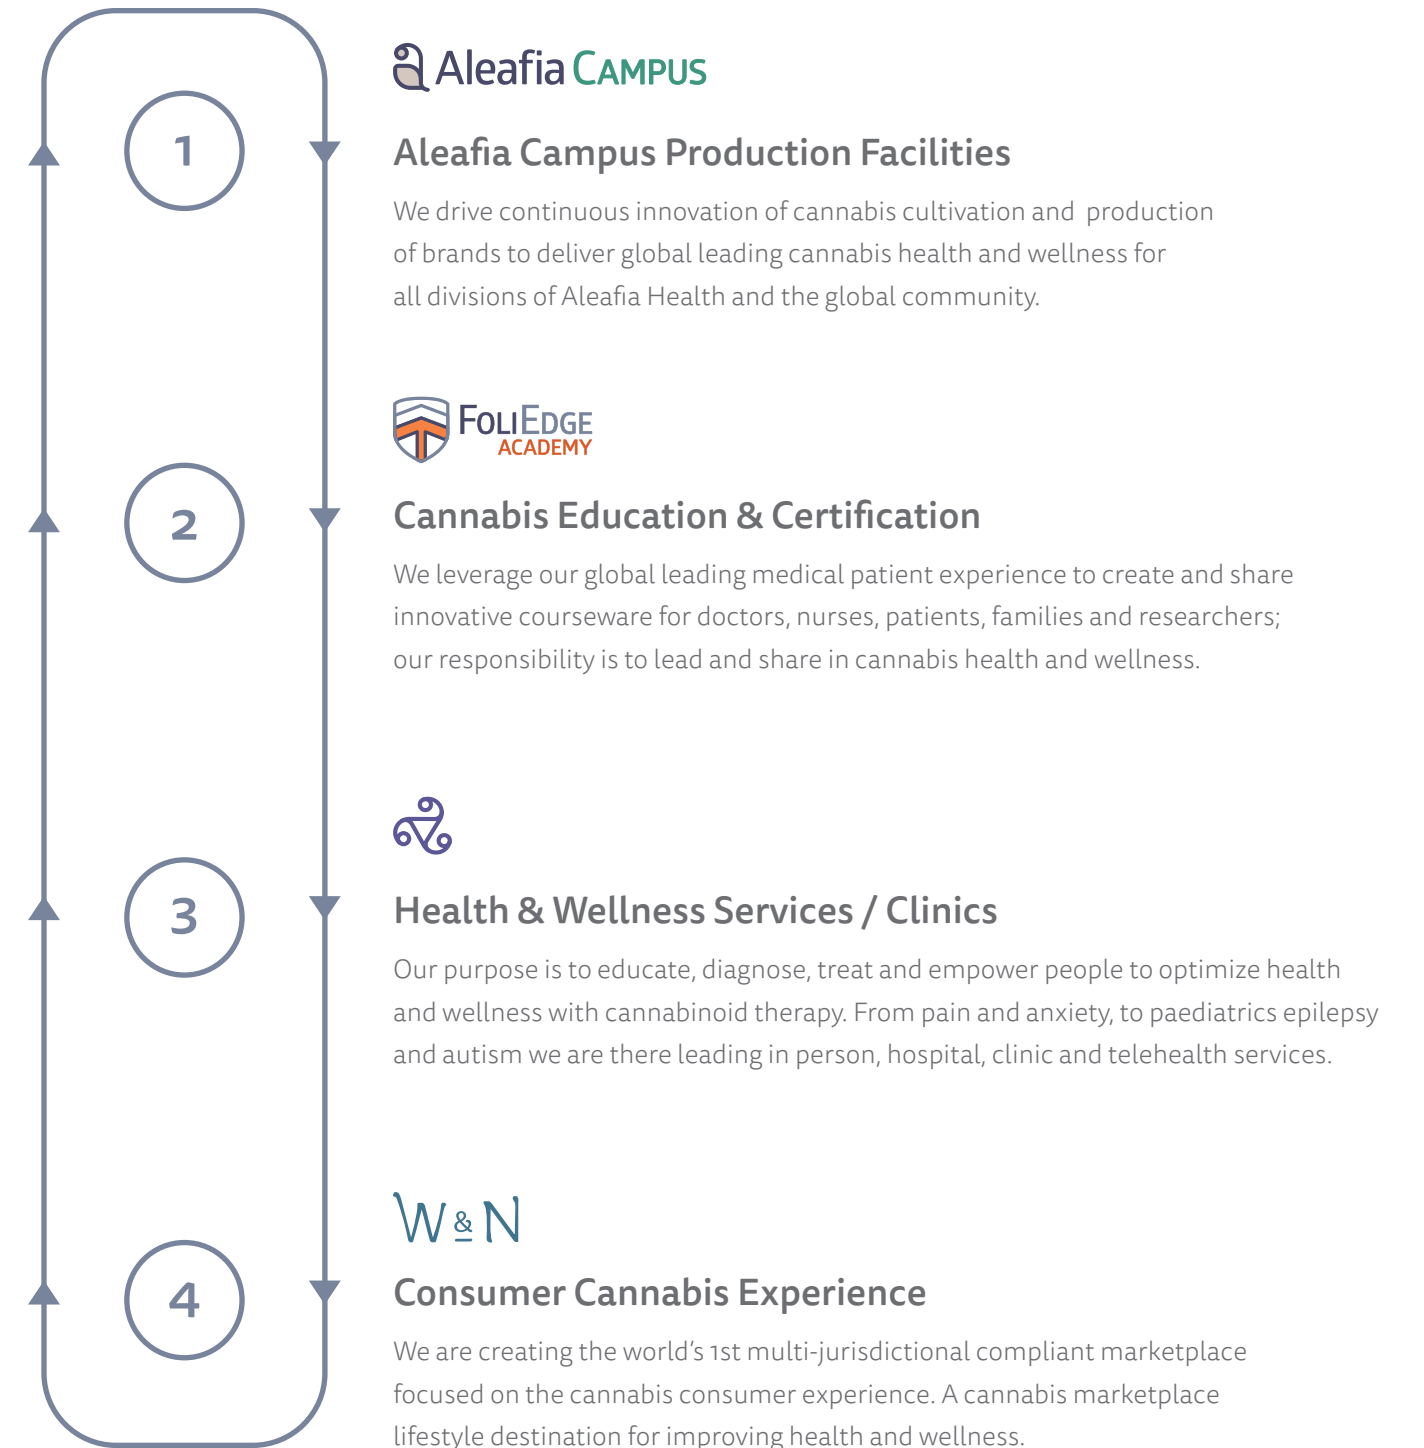 Aleafia CAMPUS
1
Aleafia Campus Production Facilities
We drive continuous innovation of cannabis cultivation and production
of brands to deliver global leading cannabis health and wellness for
all divisions of Aleafia Health and the global community.
FOLIEDGE
ACADEMY
2
Cannabis Education & Certification
We leverage our global leading medical patient experience to create and share
innovative courseware for doctors, nurses, patients, families and researchers;
our responsibility is to lead and share in cannabis health and wellness.
3
Health & Wellness Services / Clinics
Our purpose is to educate, diagnose, treat and empower people to optimize health
and wellness with cannabinoid therapy. From pain and anxiety, to paediatrics epilepsy
and autism we are there leading in person, hospital, clinic and telehealth services.
W & N
4
Consumer Cannabis Experience
We are creating the world's 1st multi-jurisdictional compliant marketplace
focused on the cannabis consumer experience. A cannabis marketplace
lifestyle destination for improving health and wellness.